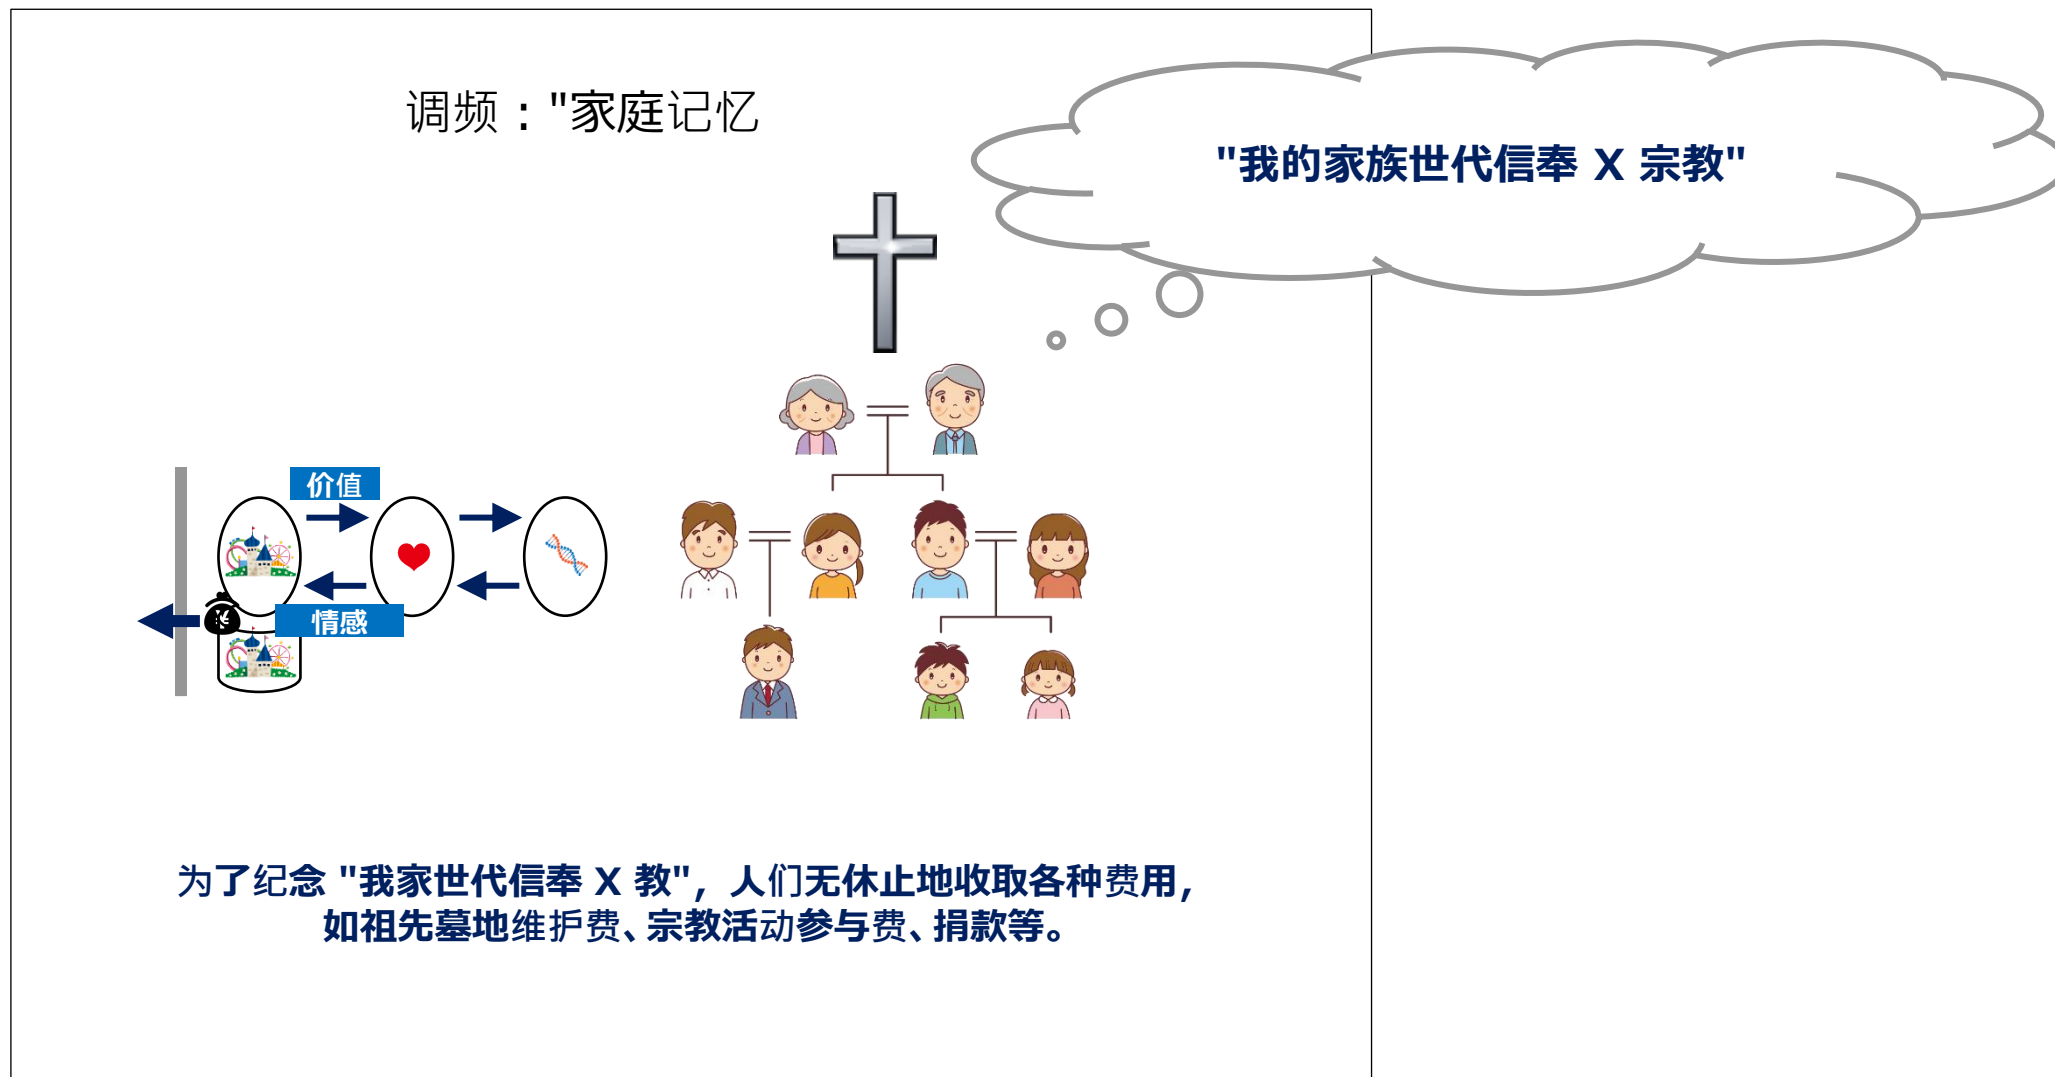 调频："家庭记忆
"我的家族世代信奉 X 宗教"
价值
情感
为了纪念 "我家世代信奉 X 教"，人们无休止地收取各种费用，
如祖先墓地维护费、宗教活动参与费、捐款等。